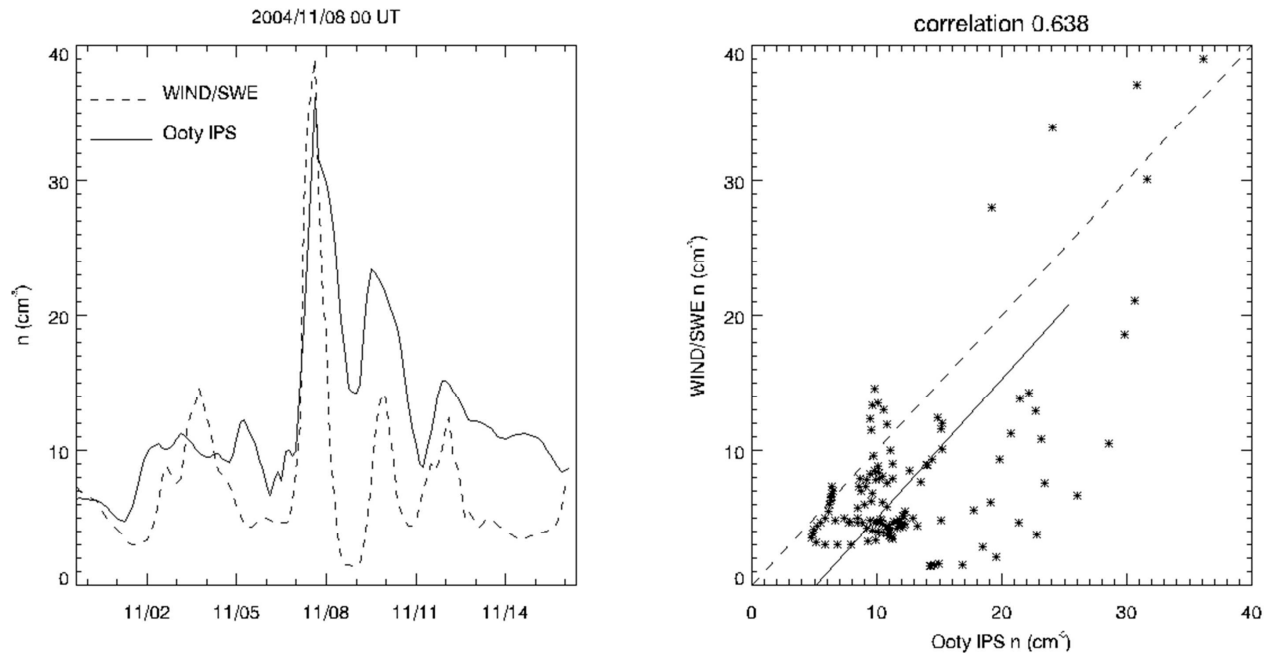 2004/11/08 00 UT
40
30
20
10
0
n (cm⁻³)
WIND/SWE
Ooty IPS
11/02 11/05 11/08 11/11 11/14
correlation 0.638
40
30
20
10
0
WIND/SWE n (cm⁻³)
0 10 20 30 40
Ooty IPS n (cm⁻³)